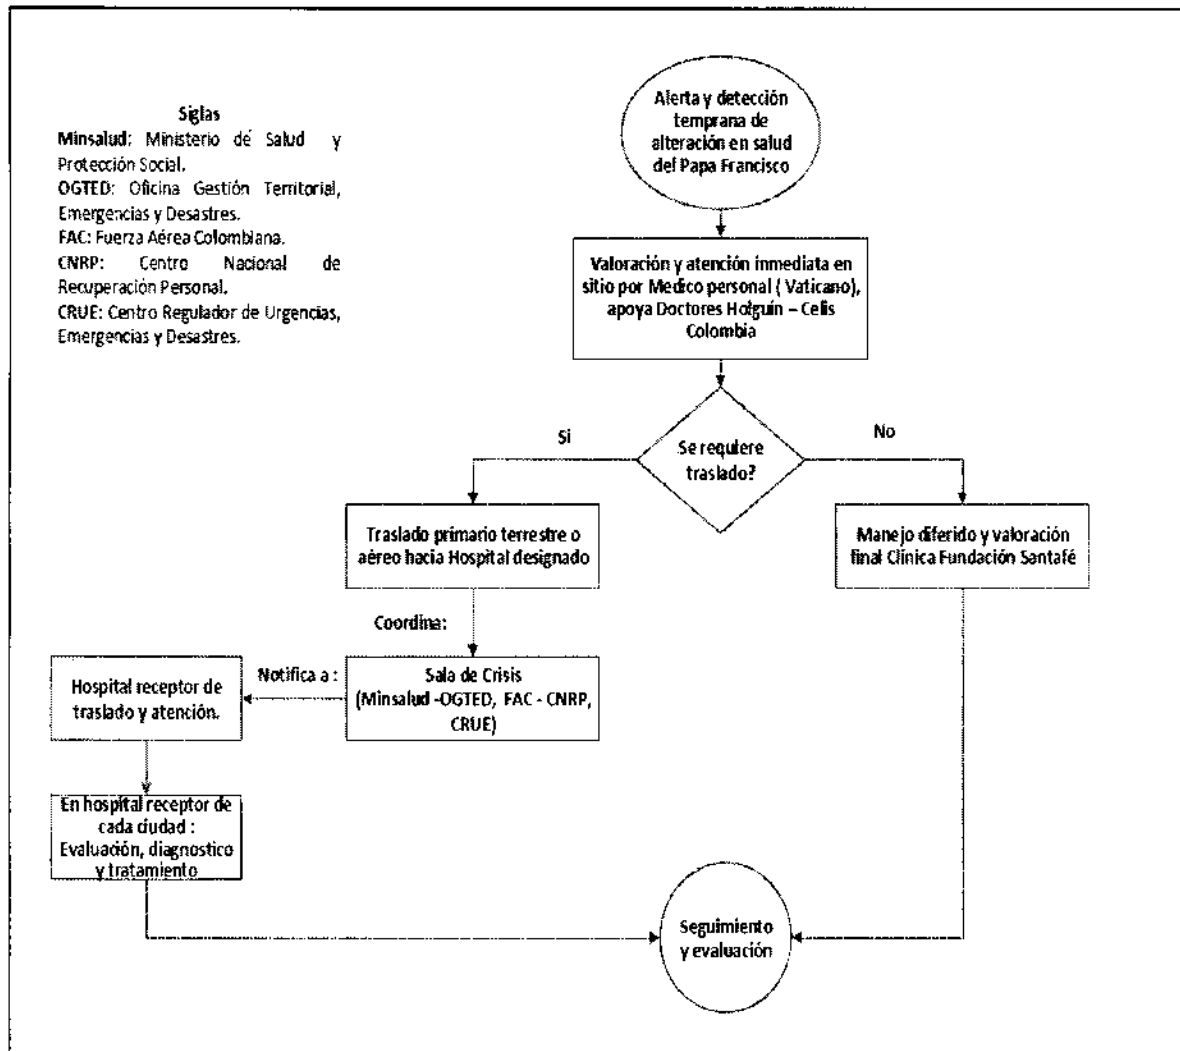 Siglas
Minsalud: Ministerio de Salud y
Protección Social.
OGTED: Oficina Gestión Territorial,
Emergencias y Desastres.
FAC: Fuerza Aérea Colombiana.
CNRP: Centro Nacional de
Recuperación Personal.
CRUE: Centro Regulador de Urgencias,
Emergencias y Desastres.
Alerta y detección
temprana de
alteración en salud
del Papa Francisco
Valoración y atención inmediata en
sitio por Medico personal ( Vaticano),
apoya Doctores Holguín – Celis
Colombia
Se requiere
traslado?
Si
No
Traslado primario terrestre o
aéreo hacia Hospital designado
Manejo diferido y valoración
final Clínica Fundación Santafé
Coordina:
Sala de Crisis
(Minsalud -OGTED, FAC - CNRP,
CRUE)
Notifica a :
Hospital receptor de
traslado y atención.
En hospital receptor de
cada ciudad :
Evaluación, diagnostico
y tratamiento
Seguimiento
y evaluación